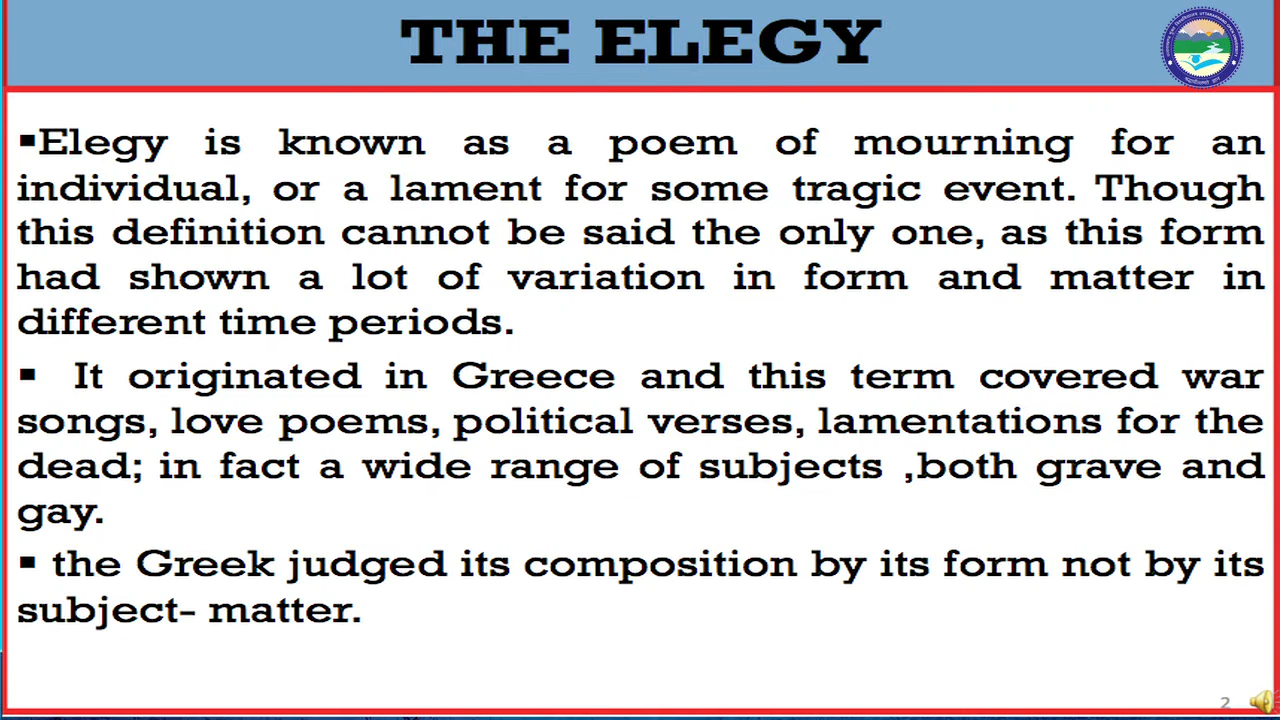 THE ELEGY
▪Elegy is known as a poem of mourning for an
individual, or a lament for some tragic event. Though
this definition cannot be said the only one, as this form
had shown a lot of variation in form and matter in
different time periods.
▪ It originated in Greece and this term covered war
songs, love poems, political verses, lamentations for the
dead; in fact a wide range of subjects ,both grave and
gay.
▪ the Greek judged its composition by its form not by its
subject- matter.
2